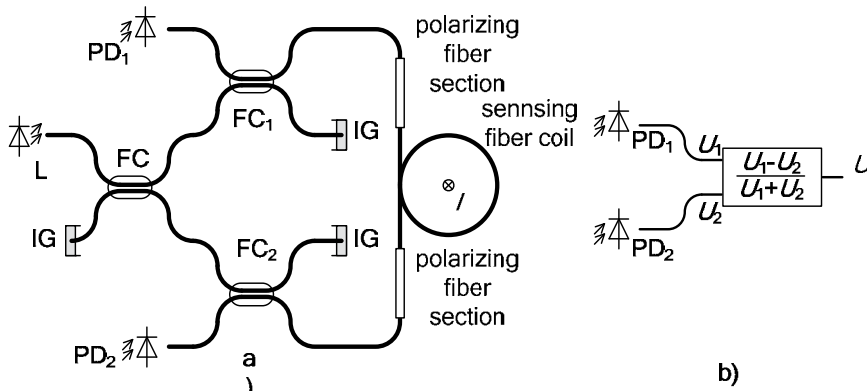 polarizing
fiber
section
PD1
FC1
sennsing
fiber coil
IG
L
FC
I
IG
FC2
IG
polarizing
fiber
section
PD2
a
)
PD1
U1
U1-U2
U1+U2
U
U2
PD2
b)